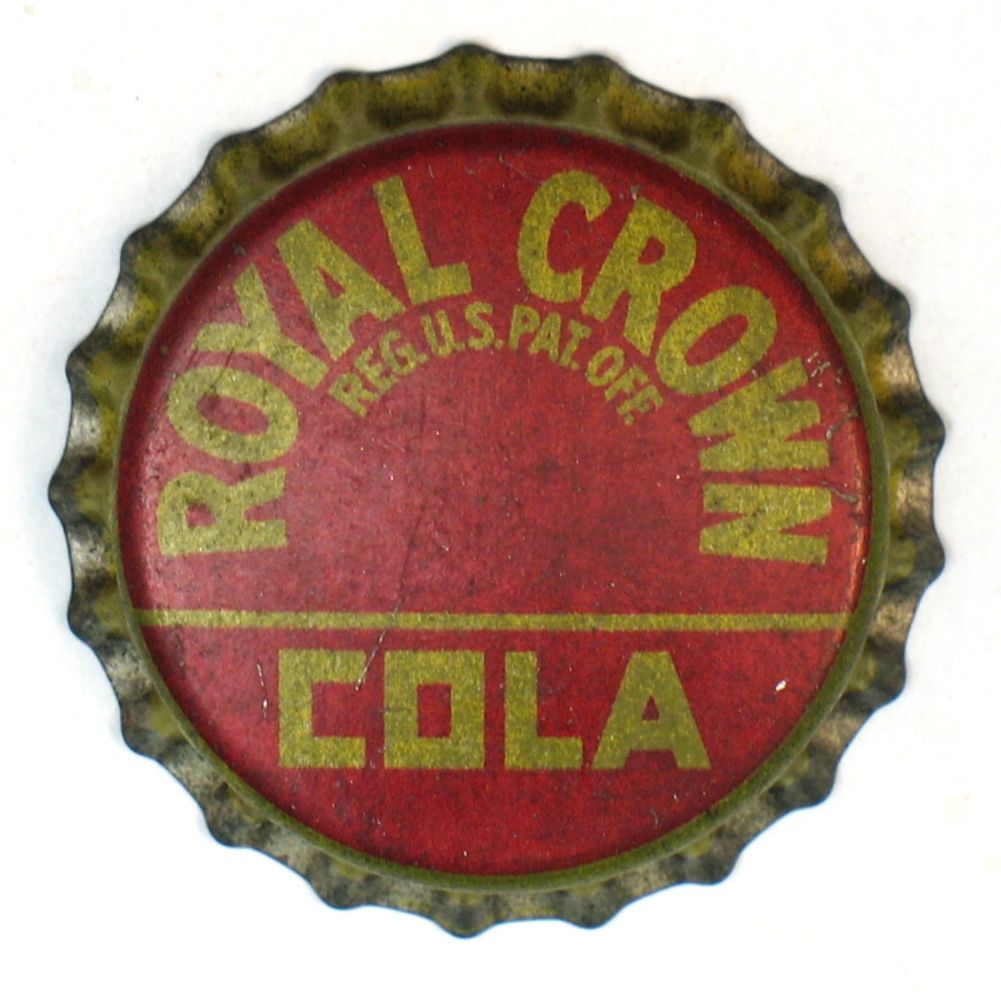 ROYAL CROWN
REG. U.S. PAT. OFF.
COLA